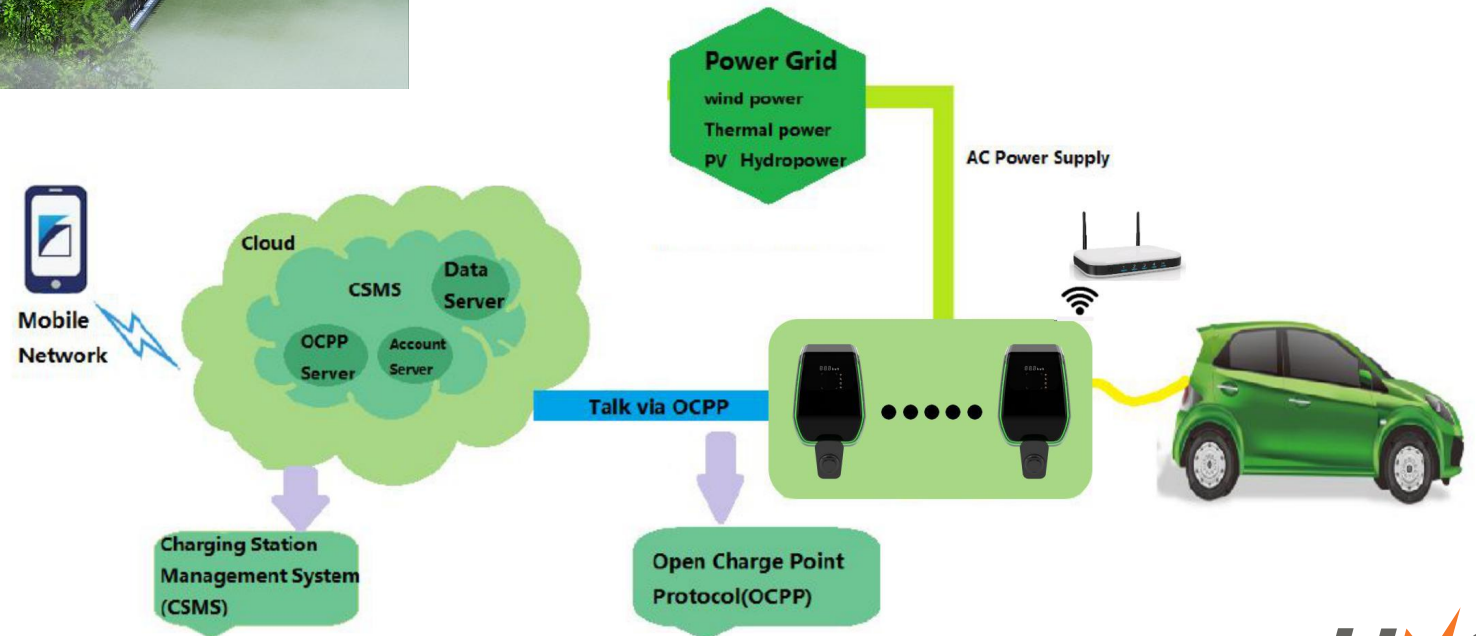 Power Grid
wind power
Thermal power
PV Hydropower
AC Power Supply
Mobile
Network
Cloud
CSMS
Data
Server
OCPP
Server
Account
Server
Talk via OCPP
Charging Station
Management System
(CSMS)
Open Charge Point
Protocol(OCPP)